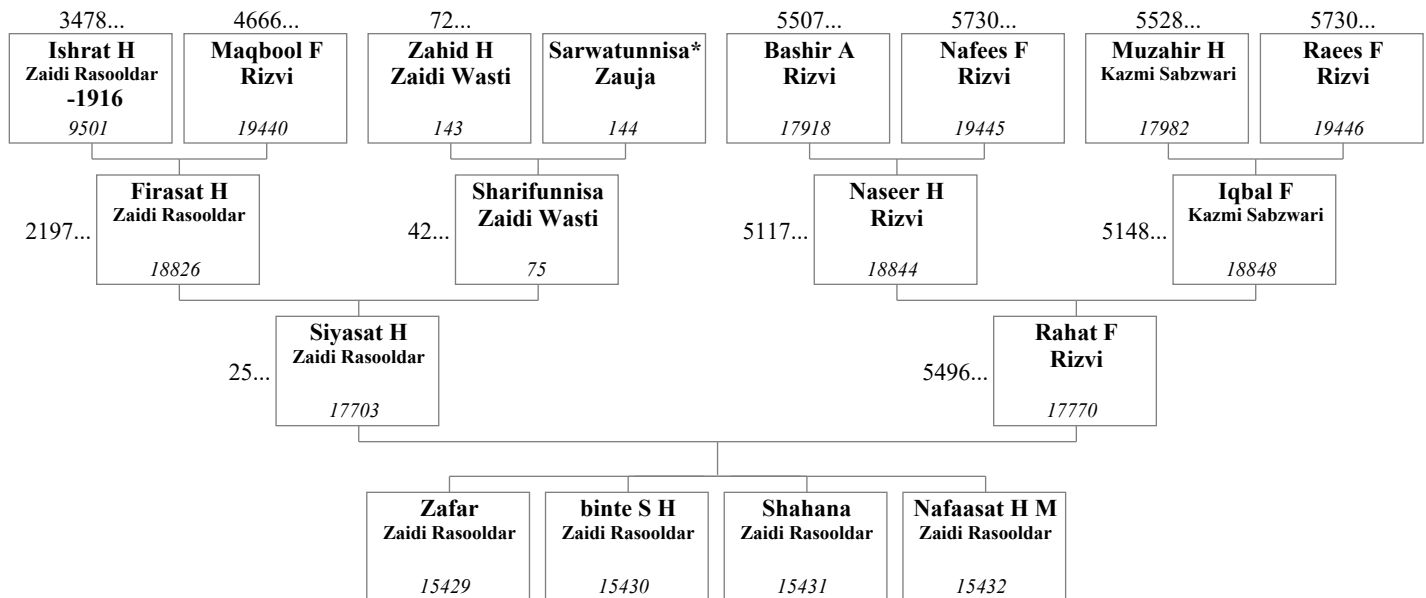 3478... 4666... 72... 5507... 5730... 5528... 5730...
Ishrat H Maqbool F Zahid H Sarwatunnisa* Bashir A Nafees F Muzahir H Raees F
Zaidi Rasooldar Rizvi Zaidi Wasti Zauja Rizvi Rizvi Kazmi Sabzwari Rizvi
-1916
9501 19440 143 144 17918 19445 17982 19446
Firasat H Sharifunnisa Naseer H Iqbal F
Zaidi Rasooldar Zaidi Wasti Rizvi Kazmi Sabzwari
2197... 42... 5117... 5148...
18826 75 18844 18848
Siyasat H Rahat F
Zaidi Rasooldar Rizvi
25... 5496...
17703 17770
Zafar binte S H Shahana Nafaasat H M
Zaidi Rasooldar Zaidi Rasooldar Zaidi Rasooldar Zaidi Rasooldar
15429 15430 15431 15432